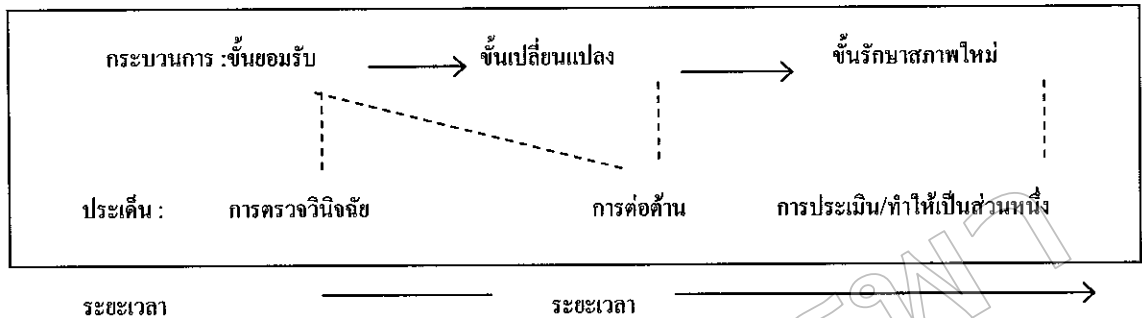 กระบวนการ :ขั้นยอมรับ ขั้นเปลี่ยนแปลง ขั้นรักษาสภาพใหม่
ประเด็น : การตรวจวินิจฉัย การต่อต้าน การประเมิน/ทำให้เป็นส่วนหนึ่ง
ระยะเวลา ระยะเวลา